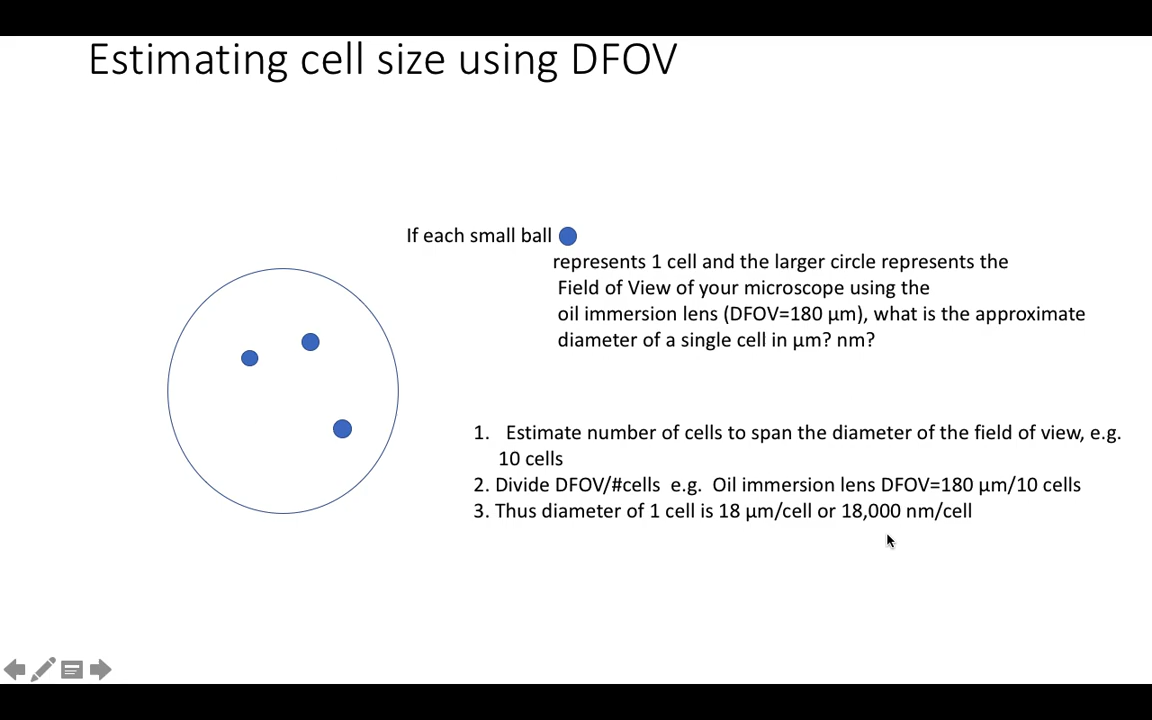 Estimating cell size using DFOV
If each small ball
represents 1 cell and the larger circle represents the
Field of View of your microscope using the
oil immersion lens (DFOV=180 µm), what is the approximate
diameter of a single cell in µm? nm?
1. Estimate number of cells to span the diameter of the field of view, e.g.
10 cells
2. Divide DFOV/#cells e.g. Oil immersion lens DFOV=180 µm/10 cells
3. Thus diameter of 1 cell is 18 µm/cell or 18,000 nm/cell